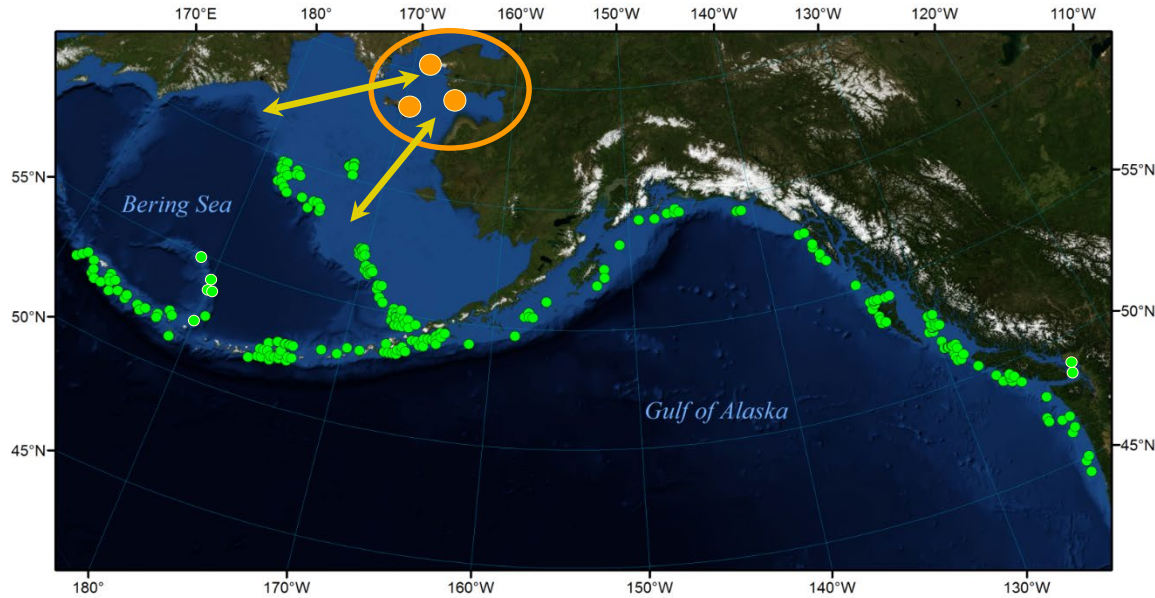 170°E 180° 170°W 160°W 150°W 140°W 130°W 120°W 110°W
55°N 55°N
Bering Sea
50°N 50°N
Gulf of Alaska
45°N 45°N
180° 170°W 160°W 150°W 140°W 130°W